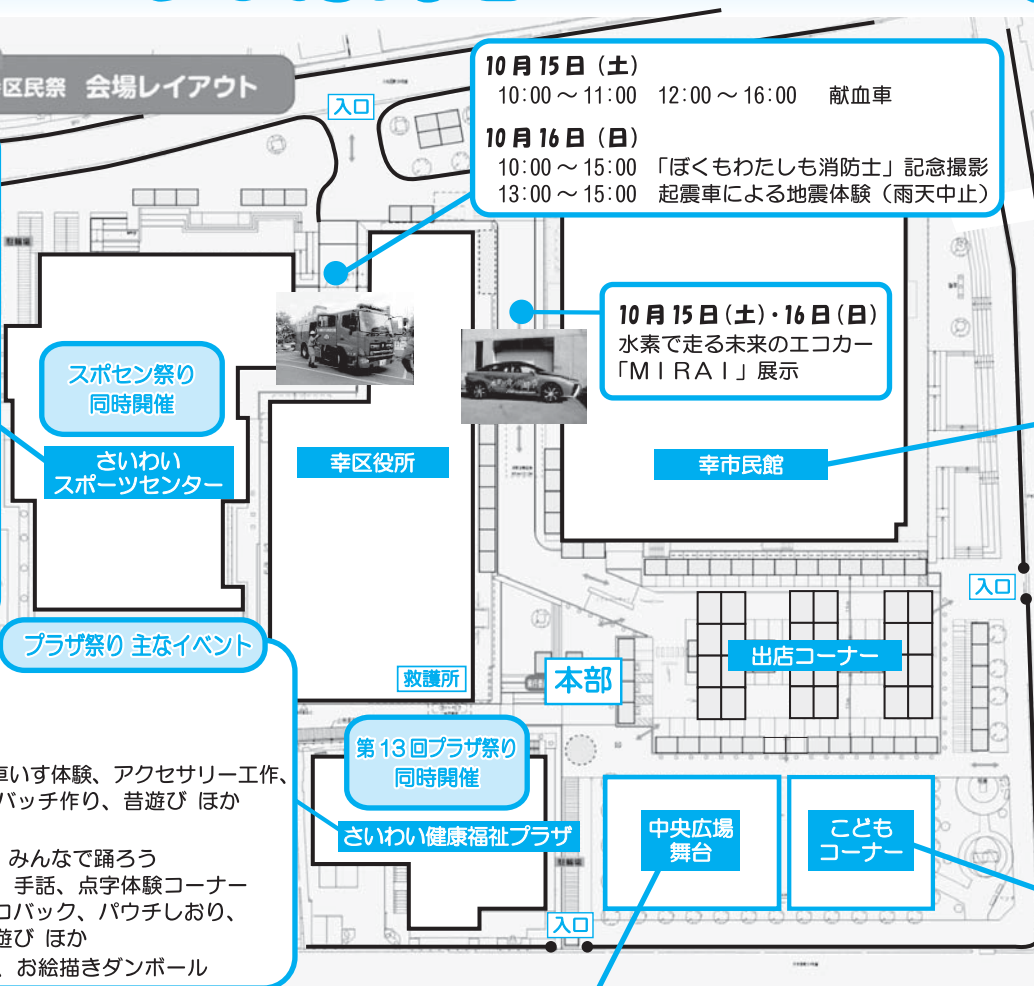 区民祭 会場レイアウト
入口
10月15日（土）
10:00～11:00 12:00～16:00 献血車
10月16日（日）
10:00～15:00 「ぼくもわたしも消防士」記念撮影
13:00～15:00 起震車による地震体験（雨天中止）
10月15日（土）・16日（日）
水素で走る未来のエコカー
「ＭＩＲＡＩ」展示
スポセン祭り
同時開催
さいわい
スポーツセンター
幸区役所
幸市民館
入口
プラザ祭り 主なイベント
救護所
本部
出店コーナー
第13回プラザ祭り
同時開催
さいわい健康福祉プラザ
車いす体験、アクセサリー工作、
バッチ作り、昔遊び ほか
みんなで踊ろう
手話、点字体験コーナー
コバック、パウチしおり、
遊び ほか
、お絵描きダンボール
中央広場
舞台
こども
コーナー
入口